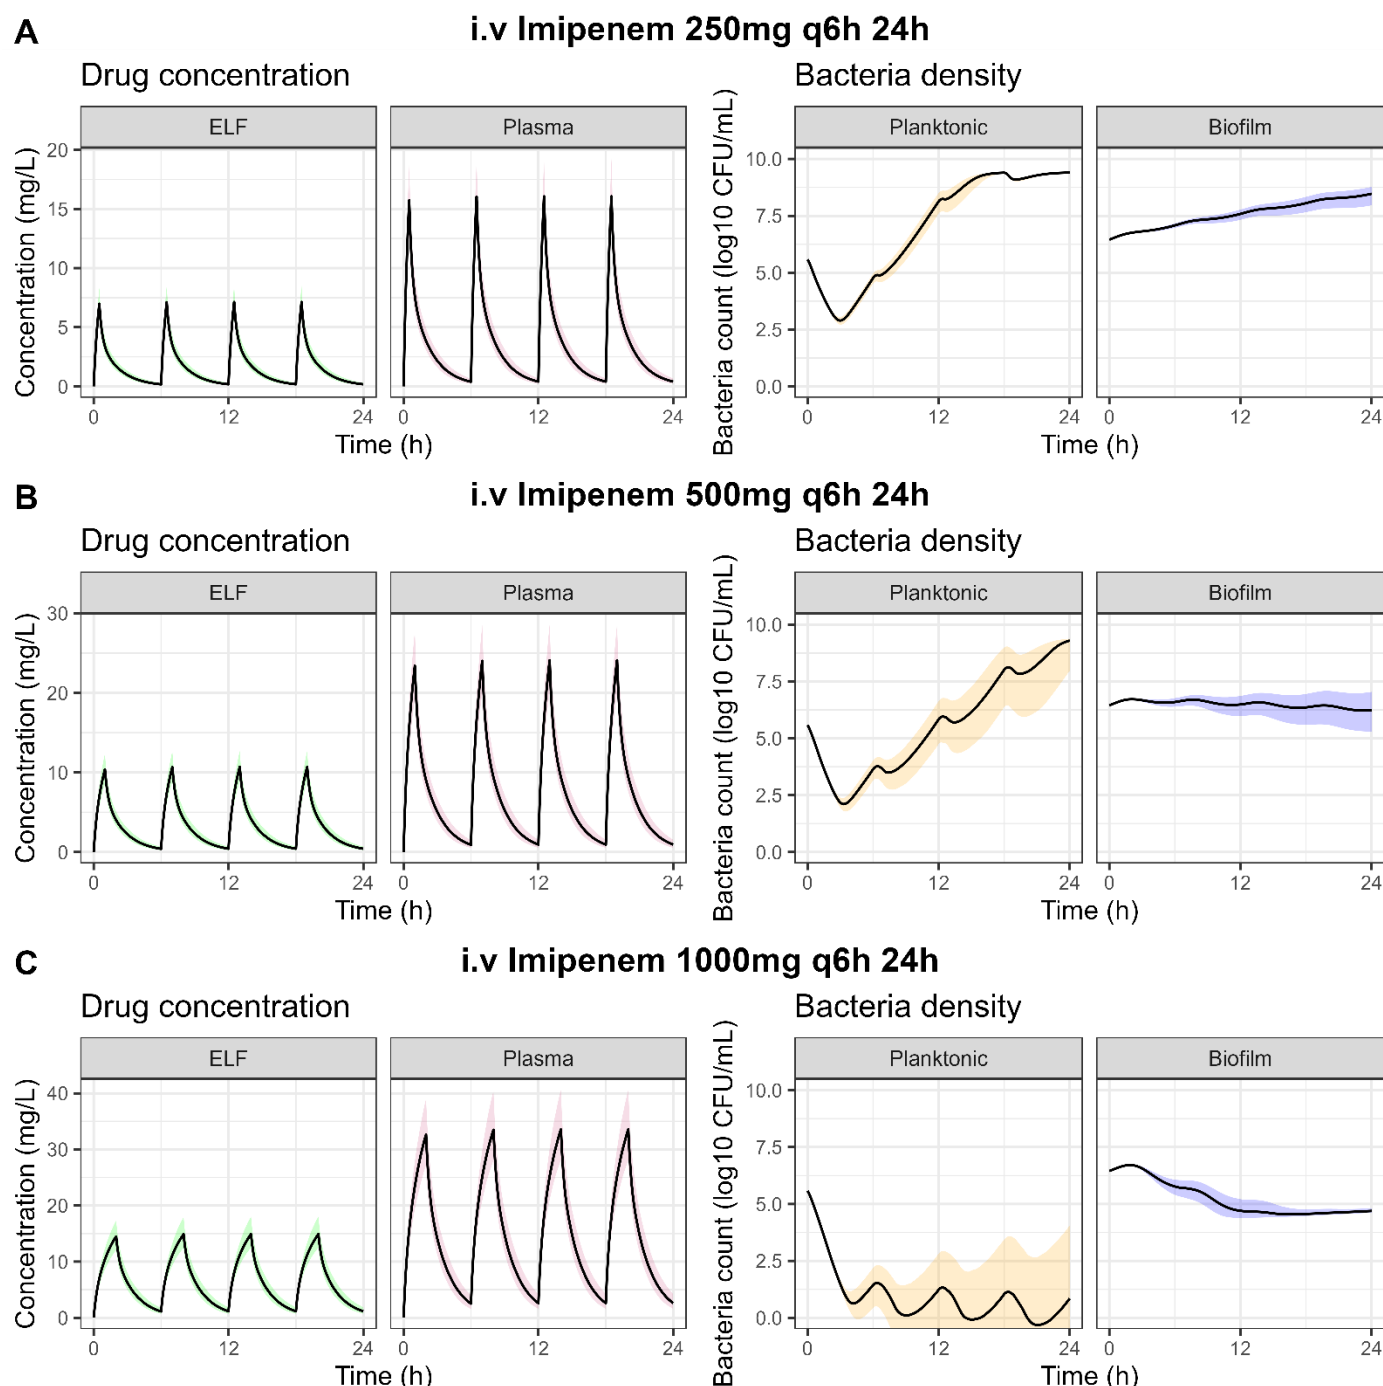 A
i.v Imipenem 250mg q6h 24h
Drug concentration
Bacteria density
ELF
Plasma
Planktonic
Biofilm
Concentration (mg/L)
20
15
10
5
0
Bacteria count (log10 CFU/mL)
10.0
7.5
5.0
2.5
0.0
0 12 24 0 12 24 0 12 24 0 12 24
Time (h)
Time (h)
B
i.v Imipenem 500mg q6h 24h
Drug concentration
Bacteria density
ELF
Plasma
Planktonic
Biofilm
Concentration (mg/L)
30
20
10
0
Bacteria count (log10 CFU/mL)
10.0
7.5
5.0
2.5
0.0
0 12 24 0 12 24 0 12 24 0 12 24
Time (h)
Time (h)
C
i.v Imipenem 1000mg q6h 24h
Drug concentration
Bacteria density
ELF
Plasma
Planktonic
Biofilm
Concentration (mg/L)
40
30
20
10
0
Bacteria count (log10 CFU/mL)
10.0
7.5
5.0
2.5
0.0
0 12 24 0 12 24 0 12 24 0 12 24
Time (h)
Time (h)